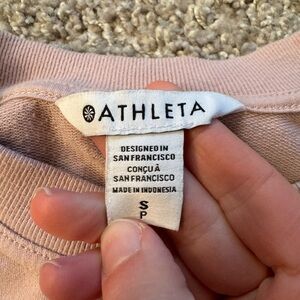 ATHLETA
DESIGNED IN
SAN FRANCISCO
CONÇU À
SAN FRANCISCO
MADE IN INDONESIA
S
P